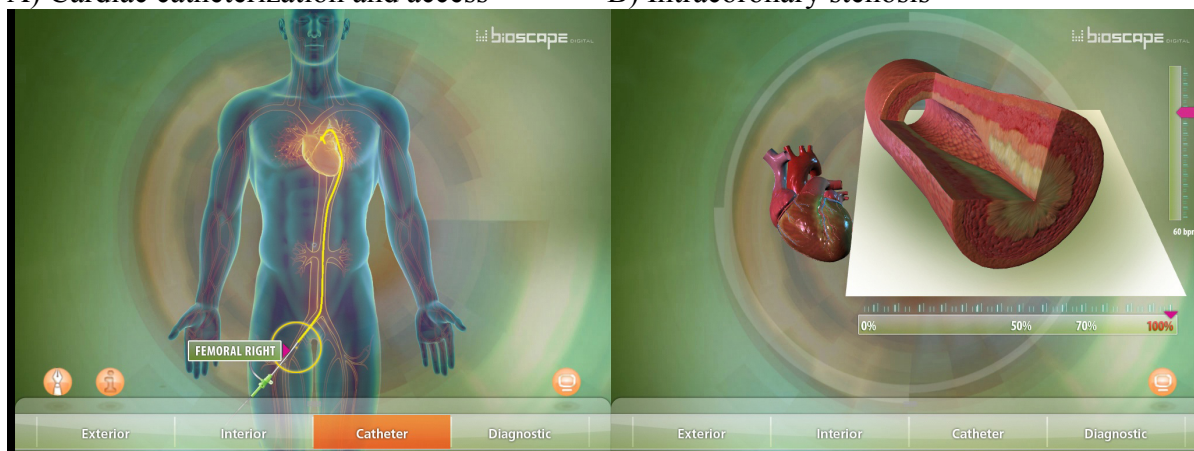 A) Cardiac catheterization and access
B) Intracoronary stenosis
bioscape DIGITAL
FEMORAL RIGHT
Exterior
Interior
Catheter
Diagnostic
bioscape DIGITAL
60 bpm
0%
50%
70%
100%
Exterior
Interior
Catheter
Diagnostic